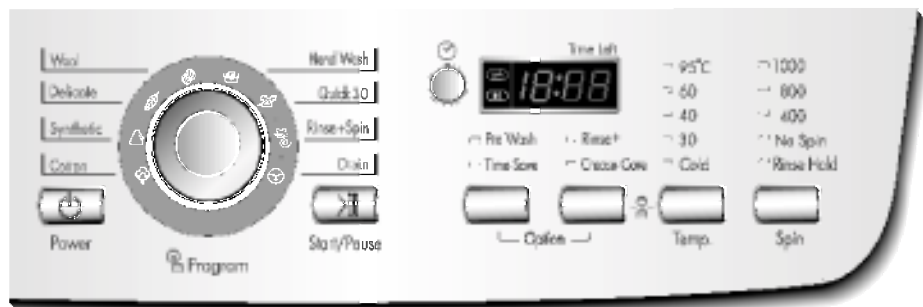 Wool
Delicate
Synthetic
Cotton
Power
Program
Hand Wash
Quick 30
Rinse+Spin
Drain
Start/Pause
Time Left
18:88
Pre Wash
Time Save
Rinse+
Crease Care
Option
95°C
60
40
30
Cold
Temp.
1000
800
400
No Spin
Rinse Hold
Spin